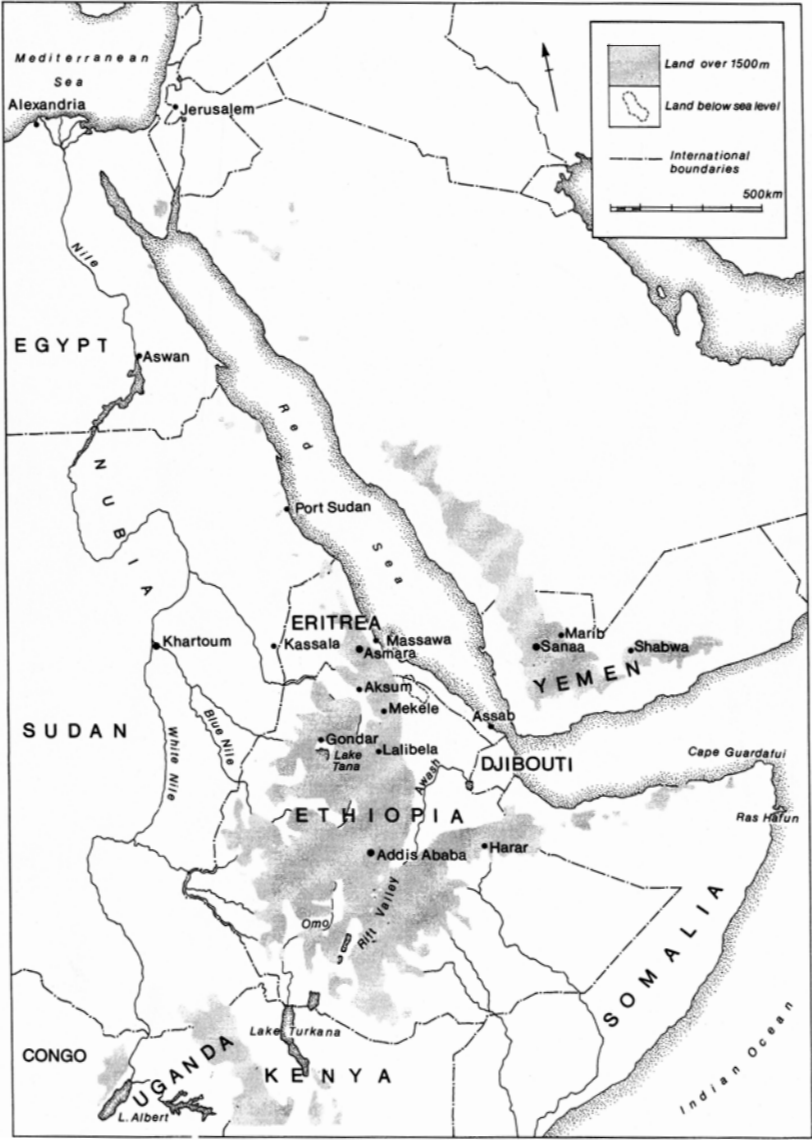 Mediterranean
Sea
Alexandria
Jerusalem
Land over 1500m
Land below sea level
International
boundaries
500km
Nile
EGYPT
Aswan
Red
Sea
NUBIA
Port Sudan
ERITREA
Khartoum
Kassala
Massawa
Asmara
Marib
Sanaa
Shabwa
YEMEN
Aksum
Mekele
Assab
SUDAN
White Nile
Blue Nile
Gondar
Lake
Tana
Lalibela
Awash
DJIBOUTI
Cape Guardafui
Ras Hafun
ETHIOPIA
Addis Ababa
Harar
Omo
Rift Valley
SOMALIA
Lake Turkana
CONGO
UGANDA
KENYA
L. Albert
Indian Ocean